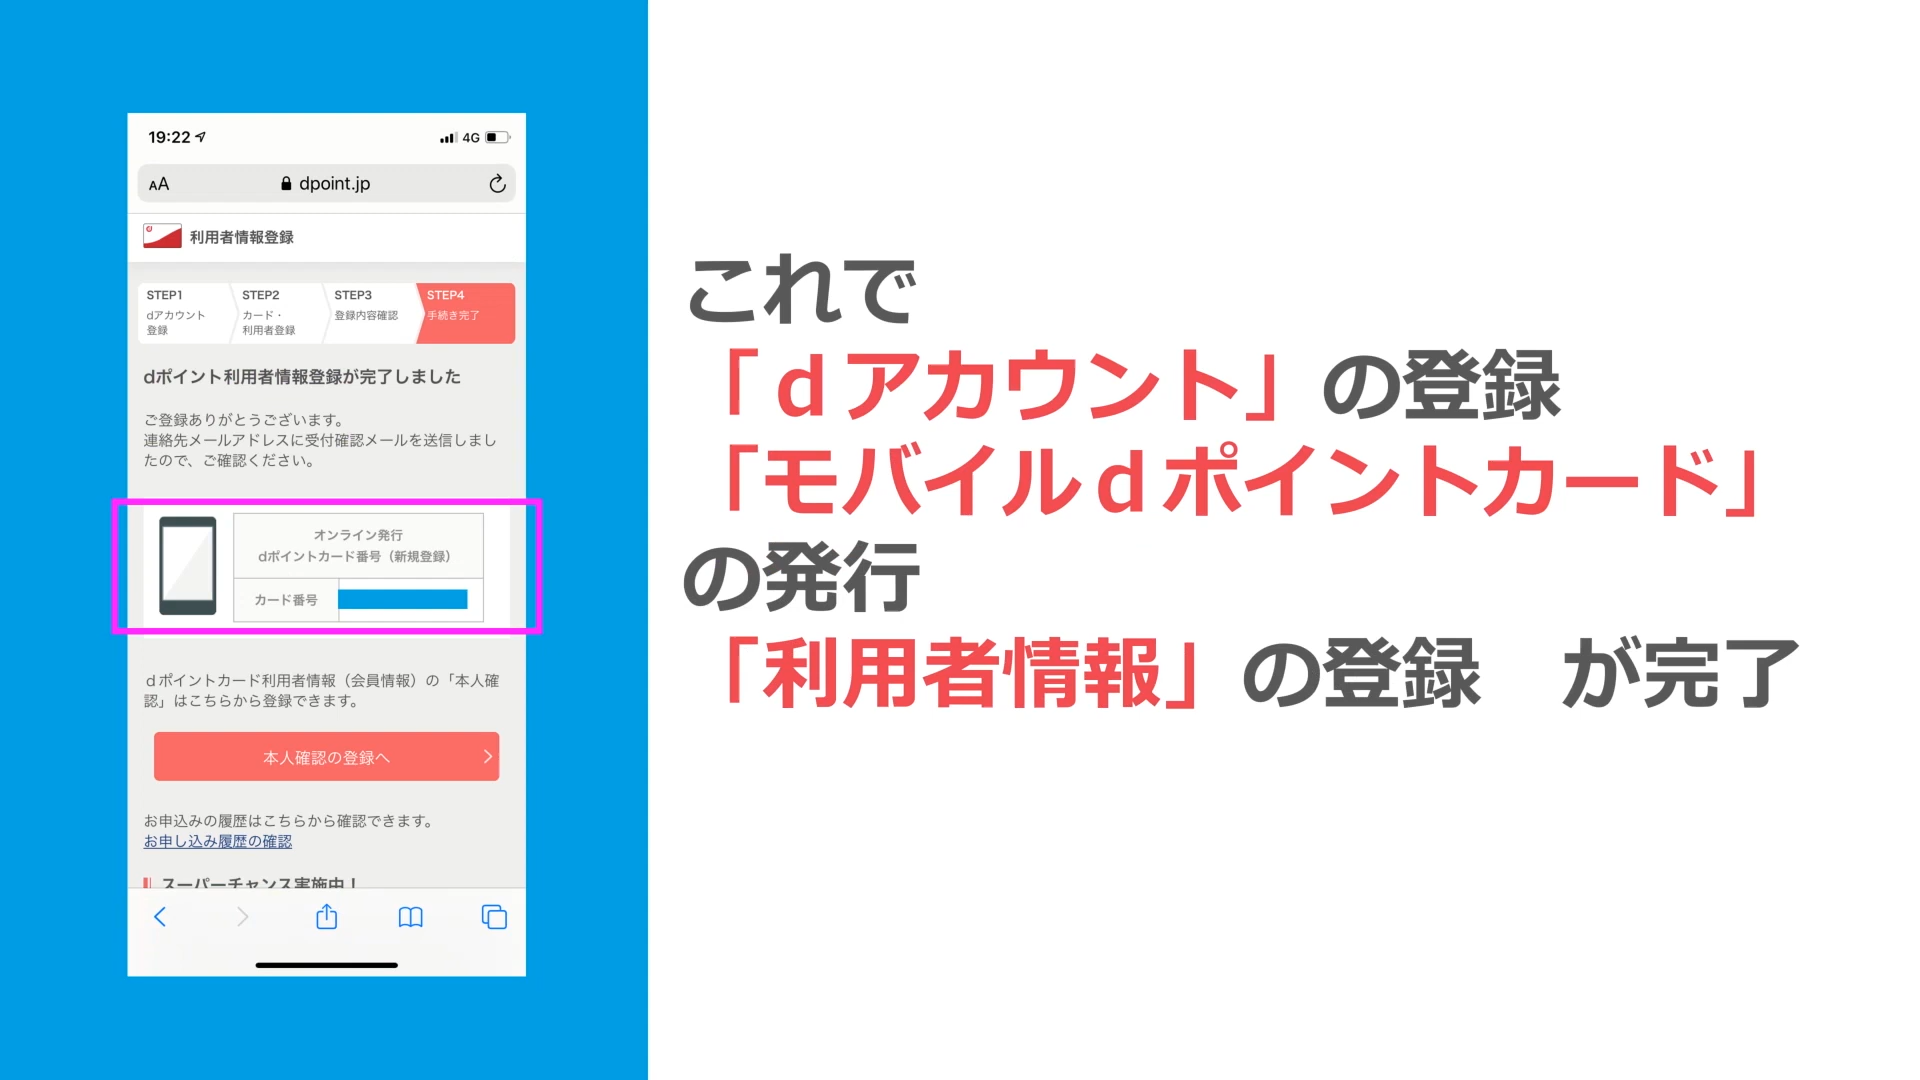 19:22
4G
AA
dpoint.jp
利用者情報登録
STEP1
dアカウント
登録
STEP2
カード・
利用者登録
STEP3
登録内容確認
STEP4
手続き完了
dポイント利用者情報登録が完了しました
ご登録ありがとうございます。
連絡先メールアドレスに受付確認メールを送信しまし
たので、ご確認ください。
オンライン発行
dポイントカード番号（新規登録）
カード番号
ｄポイントカード利用者情報（会員情報）の「本人確
認」はこちらから登録できます。
本人確認の登録へ
お申込みの履歴はこちらから確認できます。
お申し込み履歴の確認
スーパーチャンス実施中！
これで
「ｄアカウント」の登録
「モバイルｄポイントカード」
の発行
「利用者情報」の登録　が完了